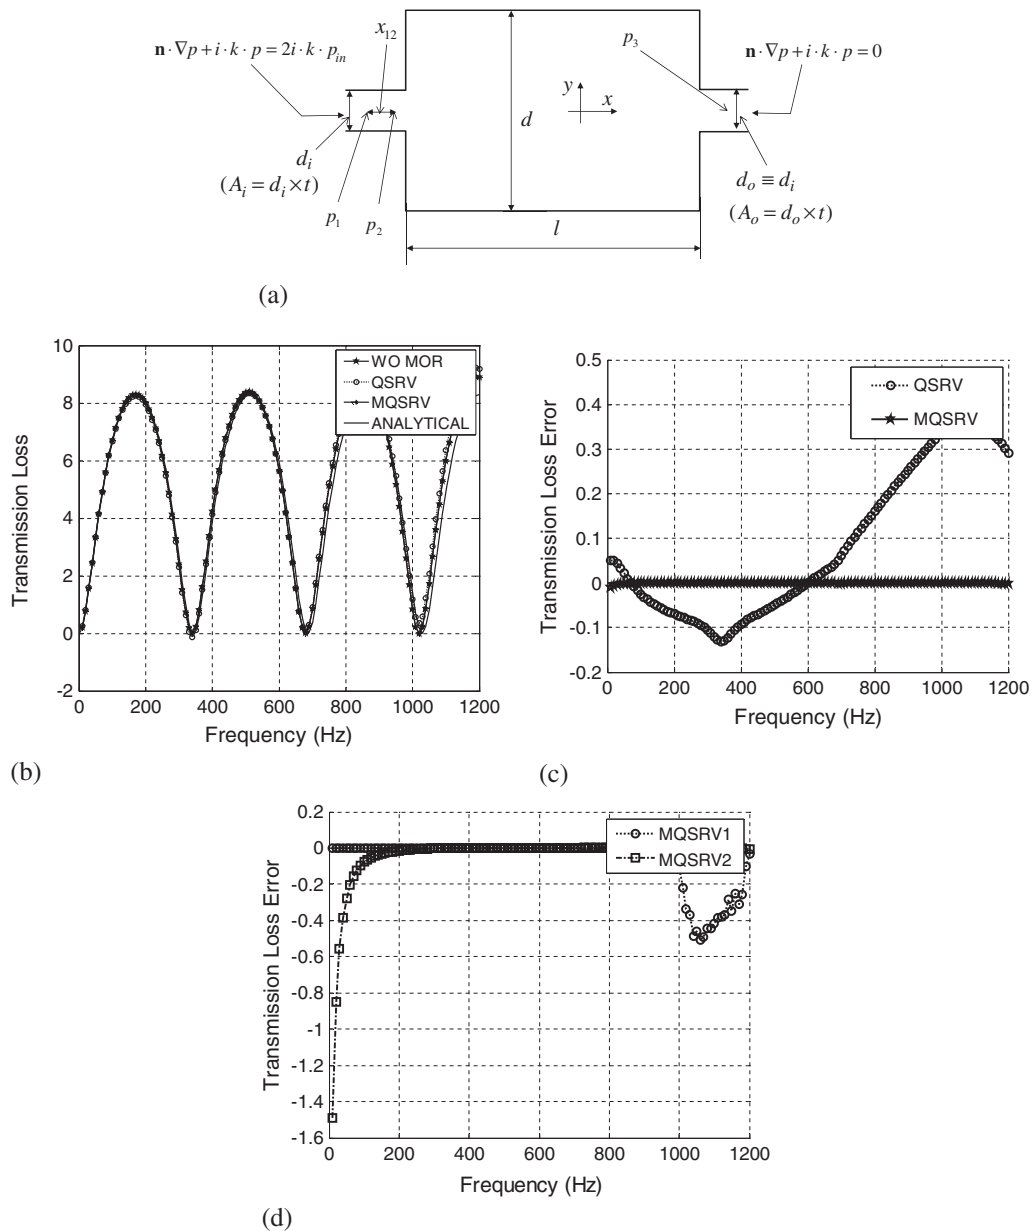 n · ∇p + i · k · p = 2i · k · p_in
x_12
p_3
n · ∇p + i · k · p = 0
y
x
d
d_i
(A_i = d_i × t)
p_1
p_2
d_o ≡ d_i
(A_o = d_o × t)
l
(a)
Transmission Loss
10
8
6
4
2
0
-2
WO MOR
QSRV
MQSRV
ANALYTICAL
0 200 400 600 800 1000 1200
Frequency (Hz)
(b)
Transmission Loss Error
0.5
0.4
0.3
0.2
0.1
0
-0.1
-0.2
QSRV
MQSRV
0 200 400 600 800 1000 1200
Frequency (Hz)
(c)
Transmission Loss Error
0.2
0
-0.2
-0.4
-0.6
-0.8
-1
-1.2
-1.4
-1.6
MQSRV1
MQSRV2
0 200 400 600 800 1000 1200
Frequency (Hz)
(d)